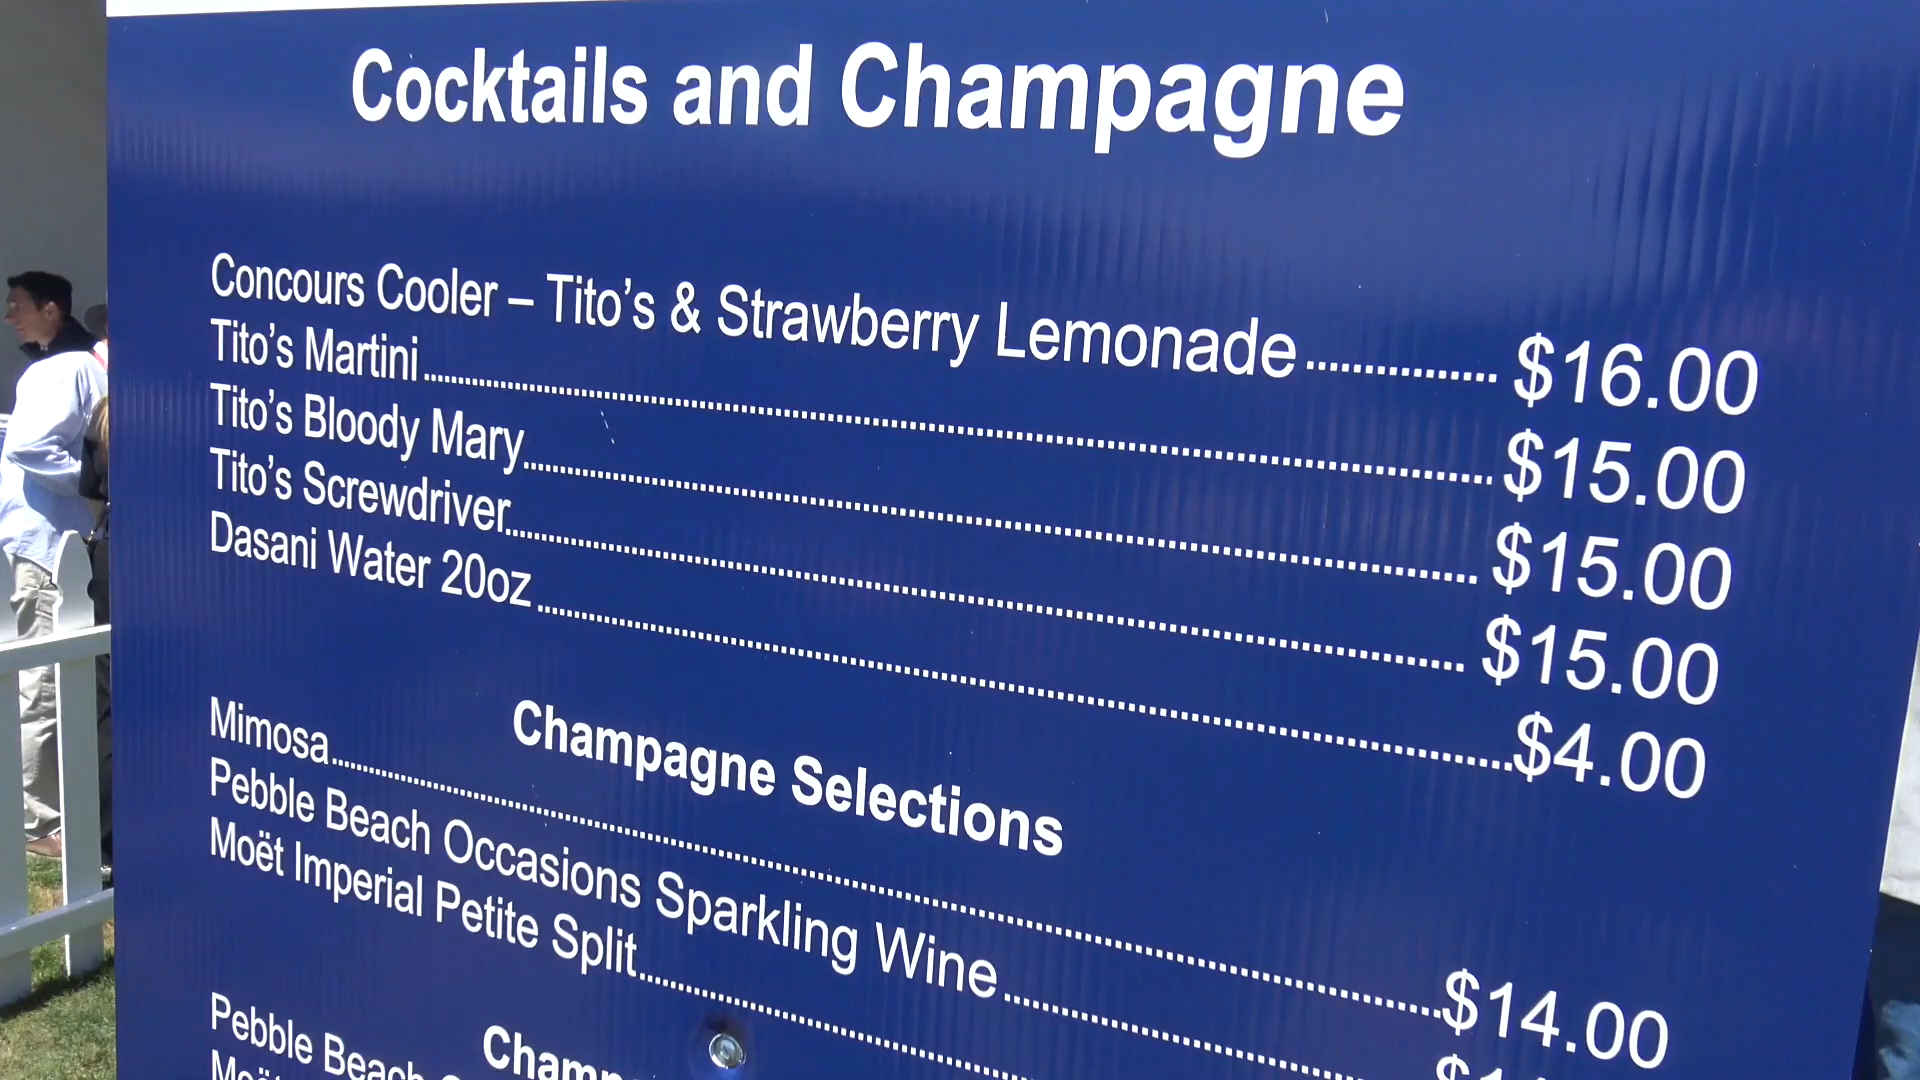 Cocktails and Champagne
Concours Cooler – Tito's & Strawberry Lemonade................ $16.00
Tito's Martini................ $15.00
Tito's Bloody Mary................ $15.00
Tito's Screwdriver................ $15.00
Dasani Water 20oz................ $4.00
Champagne Selections
Mimosa................ $14.00
Pebble Beach Occasions Sparkling Wine................
Moët Imperial Petite Split................
Pebble Beach